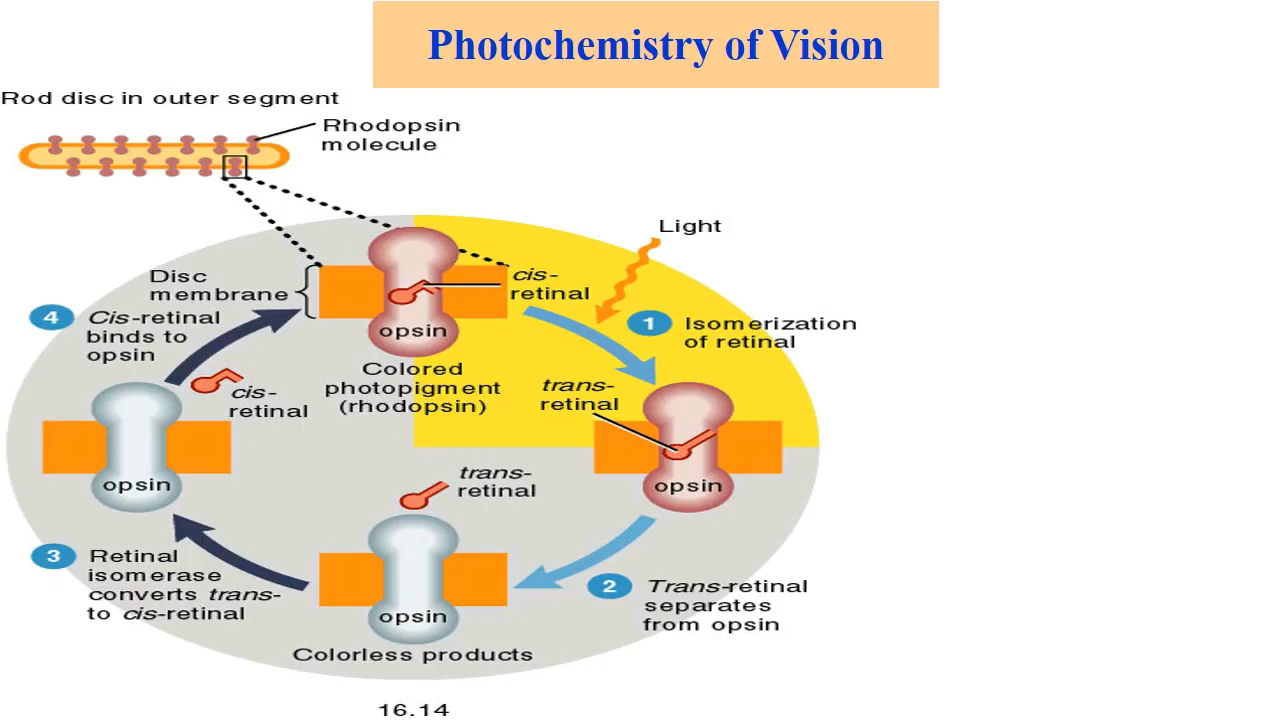 Photochemistry of Vision
Rod disc in outer segment
Rhodopsin
molecule
Light
Disc
membrane
cis-
retinal
opsin
1 Isomerization
of retinal
Colored
photopigment
(rhodopsin)
trans-
retinal
opsin
2 Trans-retinal
separates
from opsin
trans-
retinal
opsin
Colorless products
3 Retinal
isomerase
converts trans-
to cis-retinal
opsin
cis-
retinal
4 Cis-retinal
binds to
opsin
16.14